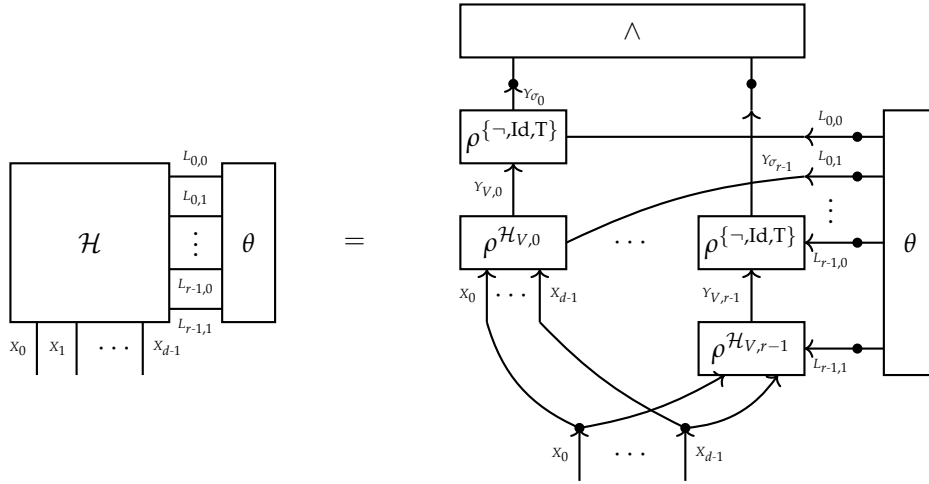 ∧
Y_{σ_0}
ρ^{{¬,Id,T}}
L_{0,0}
L_{0,0}
Y_{σ_{r-1}}
L_{0,1}
L_{0,1}
Y_{V,0}
ℋ
⋮
θ
=
ρ^{ℋ_{V,0}}
· · ·
ρ^{{¬,Id,T}}
⋮
θ
L_{r-1,0}
L_{r-1,0}
X_0
· · ·
X_{d-1}
Y_{V,r-1}
L_{r-1,1}
X_0
X_1
· · ·
X_{d-1}
ρ^{ℋ_{V,r−1}}
L_{r-1,1}
X_0
· · ·
X_{d-1}